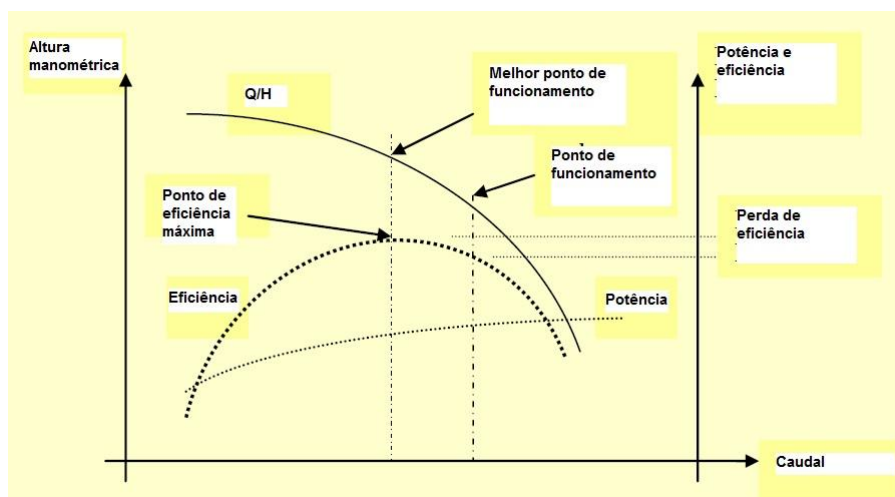 Altura
manométrica
Q/H
Melhor ponto de
funcionamento
Potência e
eficiência
Ponto de
funcionamento
Ponto de
eficiência
máxima
Perda de
eficiência
Eficiência
Potência
Caudal